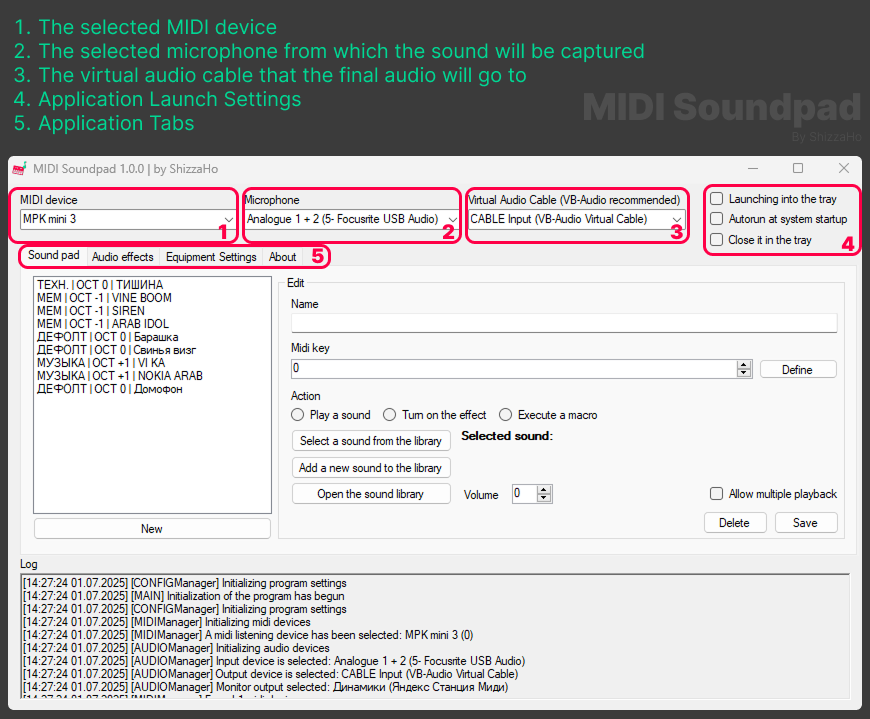 1. The selected MIDI device
2. The selected microphone from which the sound will be captured
3. The virtual audio cable that the final audio will go to
4. Application Launch Settings
5. Application Tabs
MIDI Soundpad
By ShizzaHo
MIDI Soundpad 1.0.0 | by ShizzaHo
MIDI device
MPK mini 3
1
Microphone
Analogue 1 + 2 (5- Focusrite USB Audio)
2
Virtual Audio Cable (VB-Audio recommended)
CABLE Input (VB-Audio Virtual Cable)
3
Launching into the tray
Autorun at system startup
Close it in the tray
4
Sound pad Audio effects Equipment Settings About 5
ТЕХН. | OCT 0 | ТИШИНА
МЕМ | OCT -1 | VINE BOOM
МЕМ | OCT -1 | SIREN
МЕМ | OCT -1 | ARAB IDOL
ДЕФОЛТ | OCT 0 | Барашка
ДЕФОЛТ | OCT 0 | Свинья визг
МУЗЫКА | OCT +1 | VI KA
МУЗЫКА | OCT +1 | NOKIA ARAB
ДЕФОЛТ | OCT 0 | Домофон
New
Edit
Name
Midi key
0
Define
Action
Play a sound Turn on the effect Execute a macro
Select a sound from the library
Selected sound:
Add a new sound to the library
Open the sound library
Volume 0
Allow multiple playback
Delete Save
Log
[14:27:24 01.07.2025] [CONFIGManager] Initializing program settings
[14:27:24 01.07.2025] [MAIN] Initialization of the program has begun
[14:27:24 01.07.2025] [CONFIGManager] Initializing program settings
[14:27:24 01.07.2025] [MIDIManager] Initializing midi devices
[14:27:24 01.07.2025] [MIDIManager] A midi listening device has been selected: MPK mini 3 (0)
[14:27:24 01.07.2025] [AUDIOManager] Initializing audio devices
[14:27:24 01.07.2025] [AUDIOManager] Input device is selected: Analogue 1 + 2 (5- Focusrite USB Audio)
[14:27:24 01.07.2025] [AUDIOManager] Output device is selected: CABLE Input (VB-Audio Virtual Cable)
[14:27:24 01.07.2025] [AUDIOManager] Monitor output selected: Динамики (Яндекс Станция Миди)